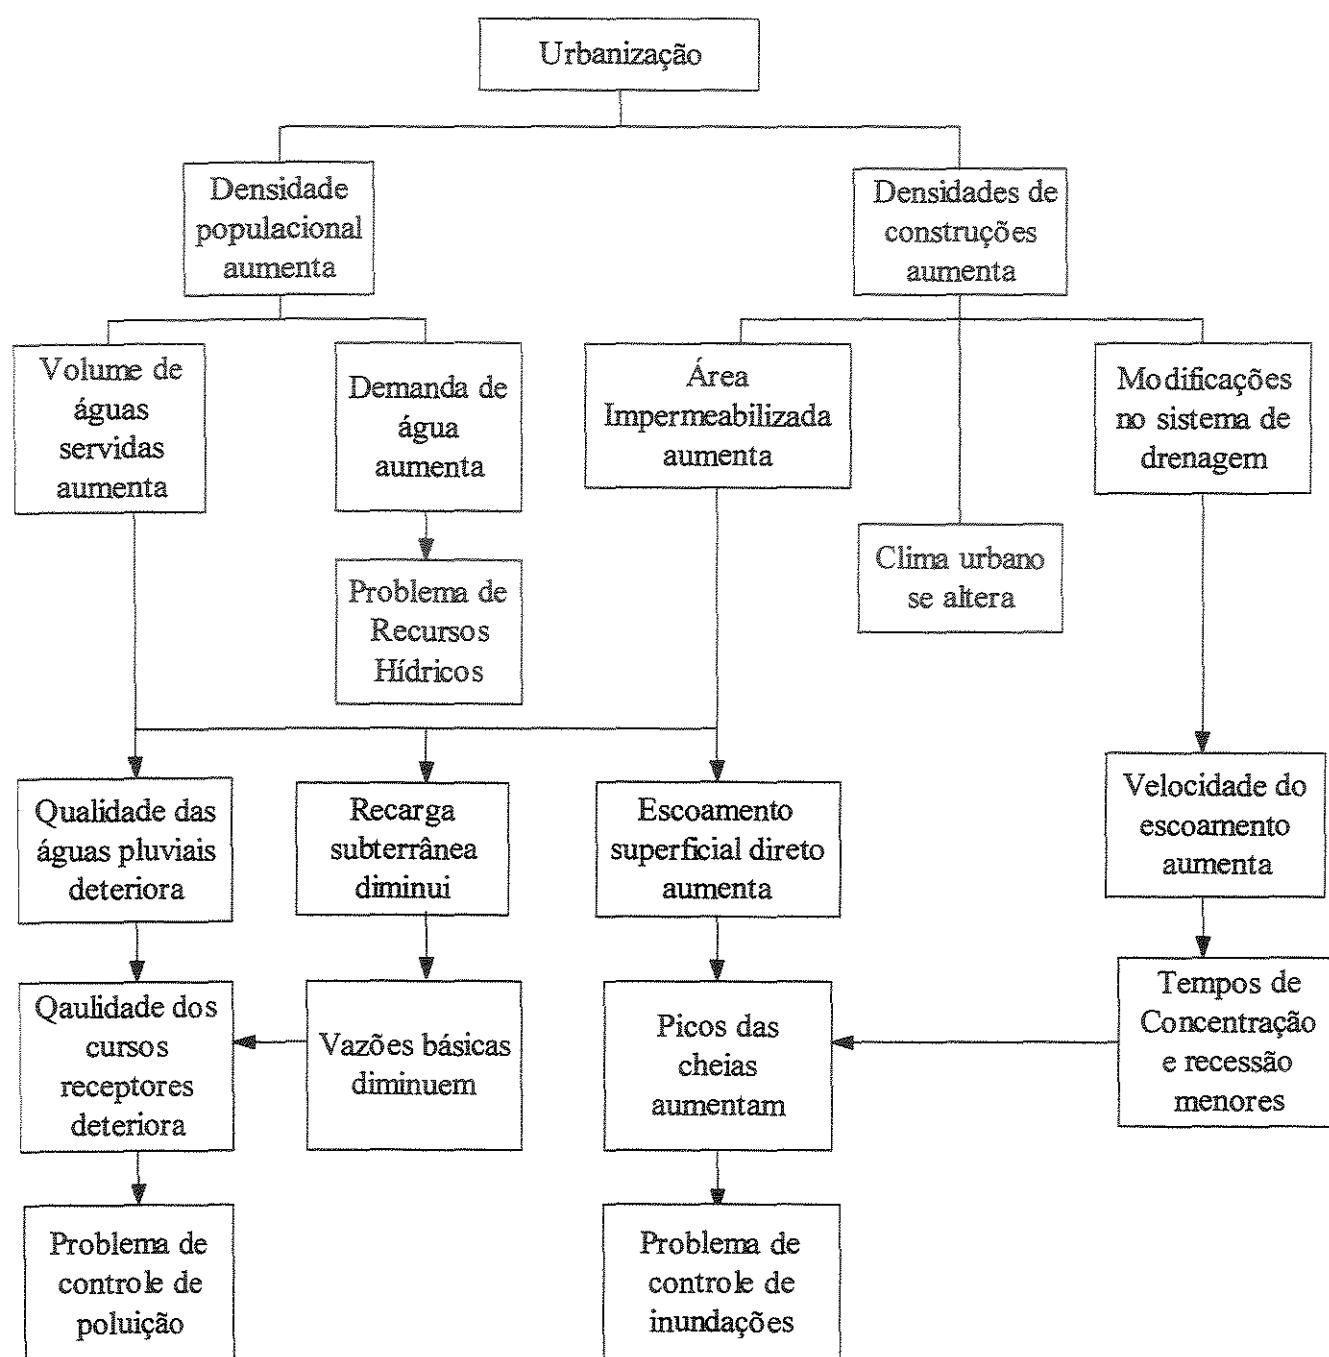 Urbanização
Densidade
populacional
aumenta
Densidades de
construções
aumenta
Volume de
águas
servidas
aumenta
Demanda de
água
aumenta
Área
Impermeabilizada
aumenta
Modificações
no sistema de
drenagem
Clima urbano
se altera
Problema de
Recursos
Hídricos
Qualidade das
águas pluviais
deteriora
Recarga
subterrânea
diminui
Escoamento
superficial direto
aumenta
Velocidade do
escoamento
aumenta
Qaulidade dos
cursos
receptores
deteriora
Vazões básicas
diminuem
Picos das
cheias
aumentam
Tempos de
Concentração
e recessão
menores
Problema de
controle de
poluição
Problema de
controle de
inundações